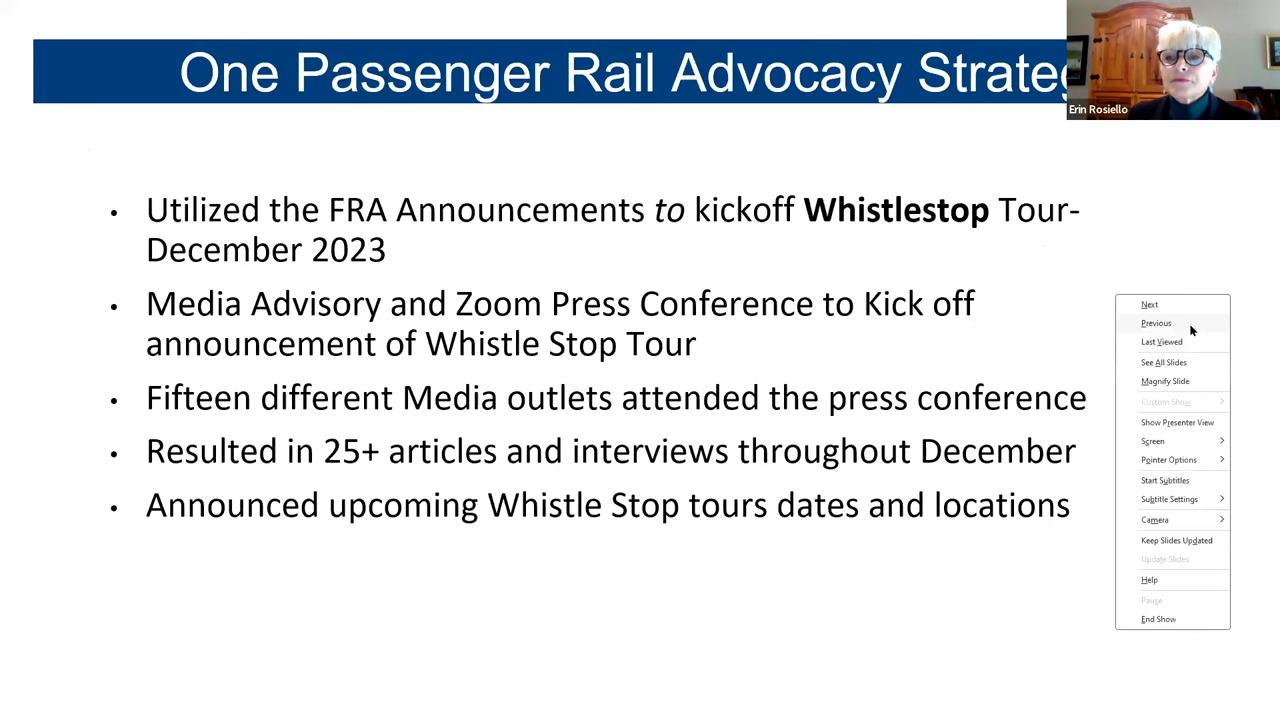 One Passenger Rail Advocacy Strateg
Erin Rosiello
• Utilized the FRA Announcements to kickoff Whistlestop Tour-
December 2023
• Media Advisory and Zoom Press Conference to Kick off
announcement of Whistle Stop Tour
• Fifteen different Media outlets attended the press conference
• Resulted in 25+ articles and interviews throughout December
• Announced upcoming Whistle Stop tours dates and locations
Next
Previous
Last Viewed
See All Slides
Magnify Slide
Custom Show
Show Presenter View
Screen
Pointer Options
Start Subtitles
Subtitle Settings
Camera
Keep Slides Updated
Update Slides
Help
Pause
End Show